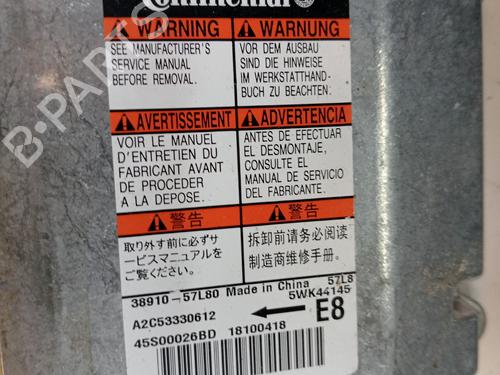 Continental
WARNING
SEE MANUFACTURER'S
SERVICE MANUAL
BEFORE REMOVAL.
WARNUNG
VOR DEM AUSBAU
SIND DIE HINWEISE
IM WERKSTATTHAND-
BUCH ZU BEACHTEN.
AVERTISSEMENT
VOIR LE MANUEL
D'ENTRETIEN DU
FABRICANT AVANT
DE PROCEDER
A LA DEPOSE.
ADVERTENCIA
ANTES DE EFECTUAR
EL DESMONTAJE,
CONSULTE EL
MANUAL DE SERVICIO
DEL FABRICANTE.
警告
取り外す前に必ずサ
ービスマニュアルを
ご覧ください。
警告
拆卸前请务必阅读
制造商维修手册.
38910-57L80 Made in China 57L8
5WK44145
A2C53330612 E8
45S00026BD 18100418
B-PARTS